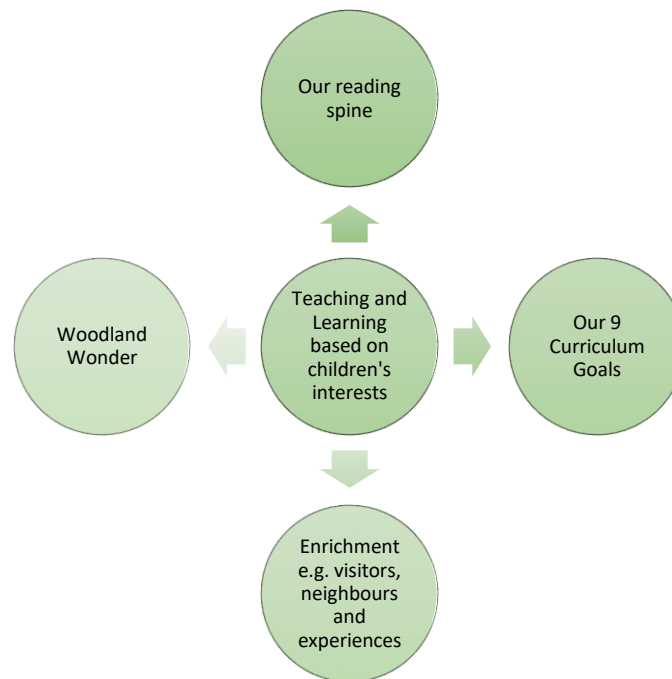 Our reading
spine
Woodland
Wonder
Teaching and
Learning
based on
children's
interests
Our 9
Curriculum
Goals
Enrichment
e.g. visitors,
neighbours
and
experiences